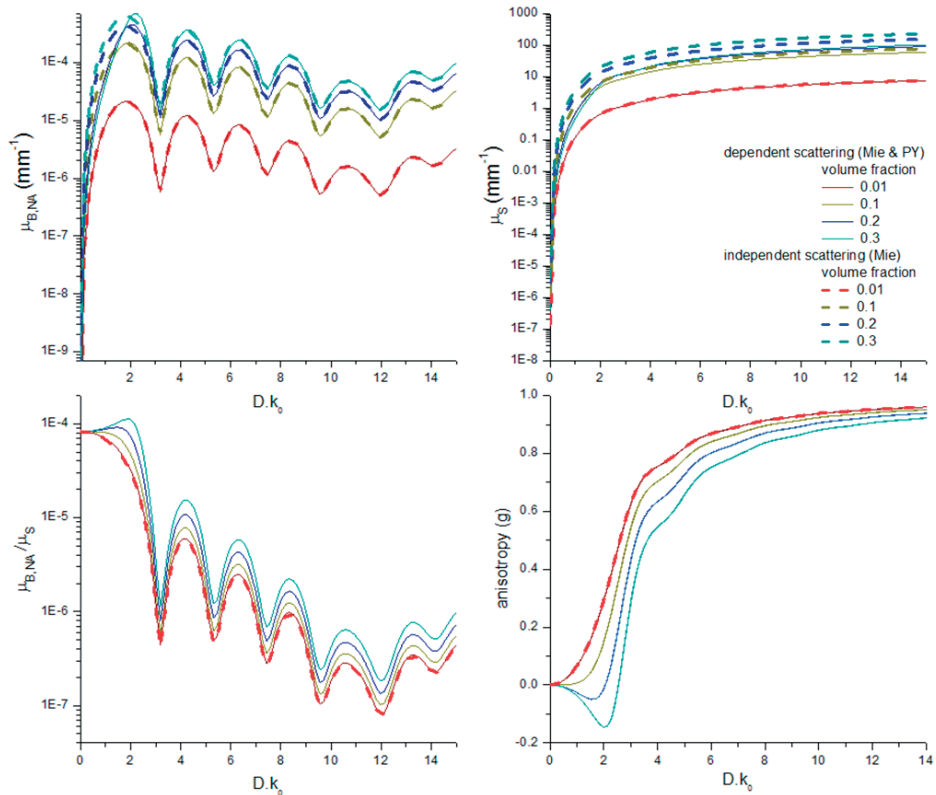 1E-4
1E-5
1E-6
1E-7
1E-8
1E-9
μB,NA (mm⁻¹)
0 2 4 6 8 10 12 14
D.k₀
1000
100
10
1
0.1
0.01
1E-3
1E-4
1E-5
1E-6
1E-7
1E-8
μS (mm⁻¹)
dependent scattering (Mie & PY)
volume fraction
0.01
0.1
0.2
0.3
independent scattering (Mie)
volume fraction
0.01
0.1
0.2
0.3
0 2 4 6 8 10 12 14
D.k₀
1E-4
1E-5
1E-6
1E-7
μB,NA/μS
0 2 4 6 8 10 12 14
D.k₀
1.0
0.8
0.6
0.4
0.2
0.0
-0.2
anisotropy (g)
0 2 4 6 8 10 12 14
D.k₀